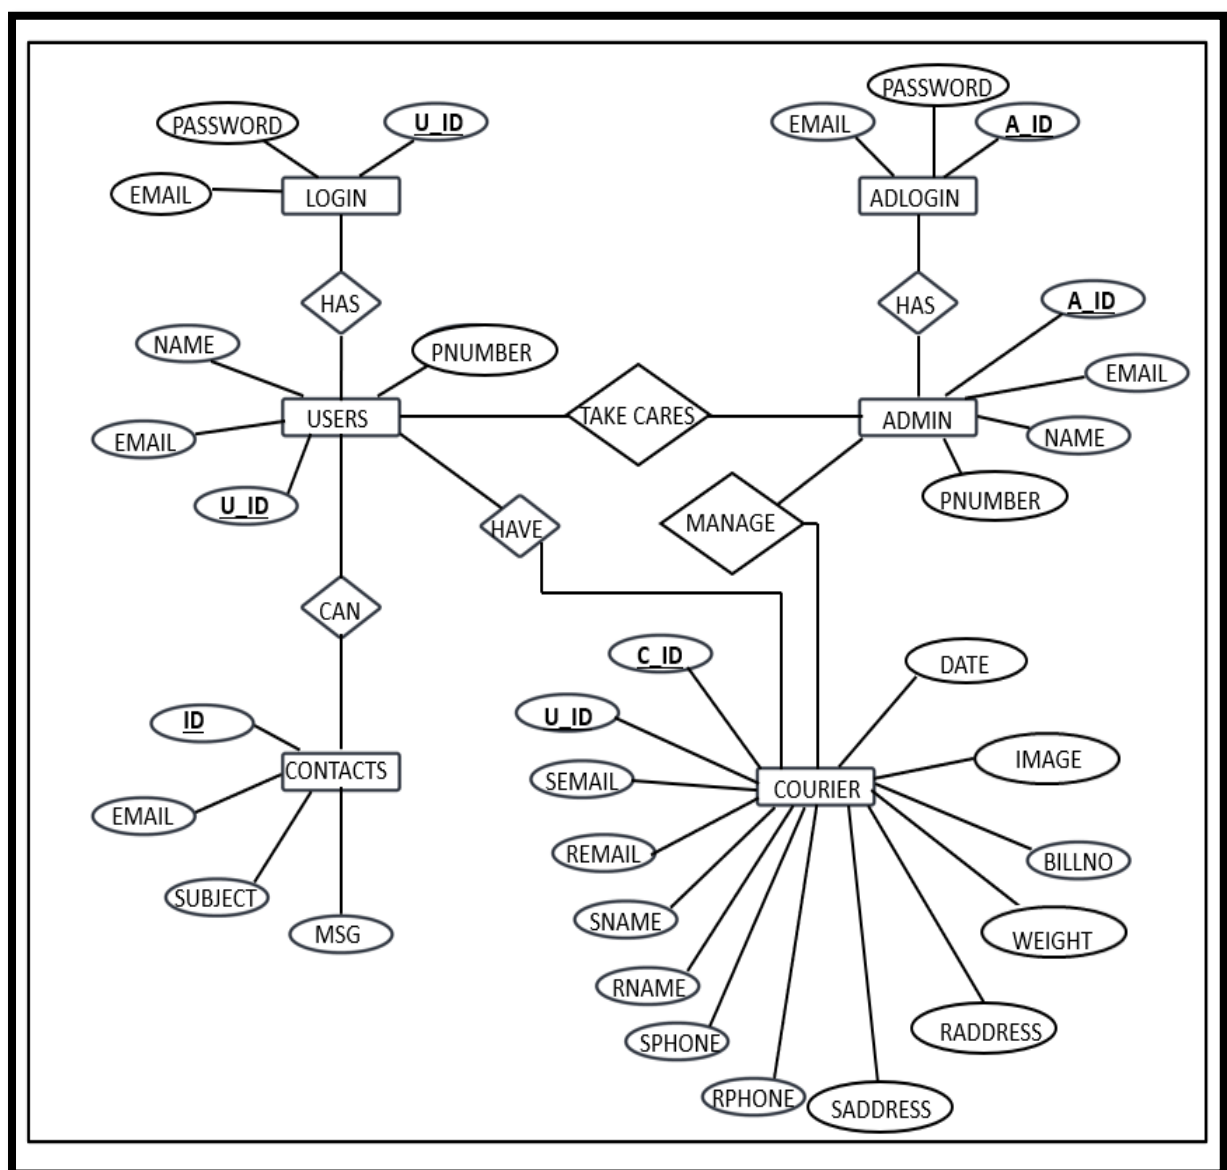 PASSWORD
PASSWORD
U_ID
EMAIL
A_ID
EMAIL
LOGIN
ADLOGIN
HAS
HAS
A_ID
NAME
PNUMBER
EMAIL
USERS
TAKE CARES
ADMIN
EMAIL
NAME
U_ID
PNUMBER
HAVE
MANAGE
CAN
C_ID
DATE
ID
U_ID
IMAGE
CONTACTS
SEMAIL
COURIER
EMAIL
REMAIL
BILLNO
SUBJECT
SNAME
MSG
WEIGHT
RNAME
SPHONE
RADDRESS
RPHONE
SADDRESS